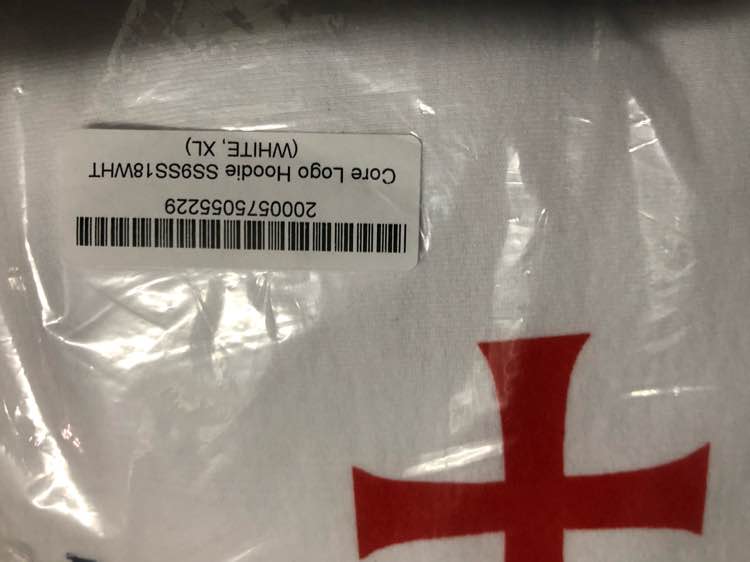 2000575055229
Core Logo Hoodie SS9SS18WHT
(WHITE, XL)